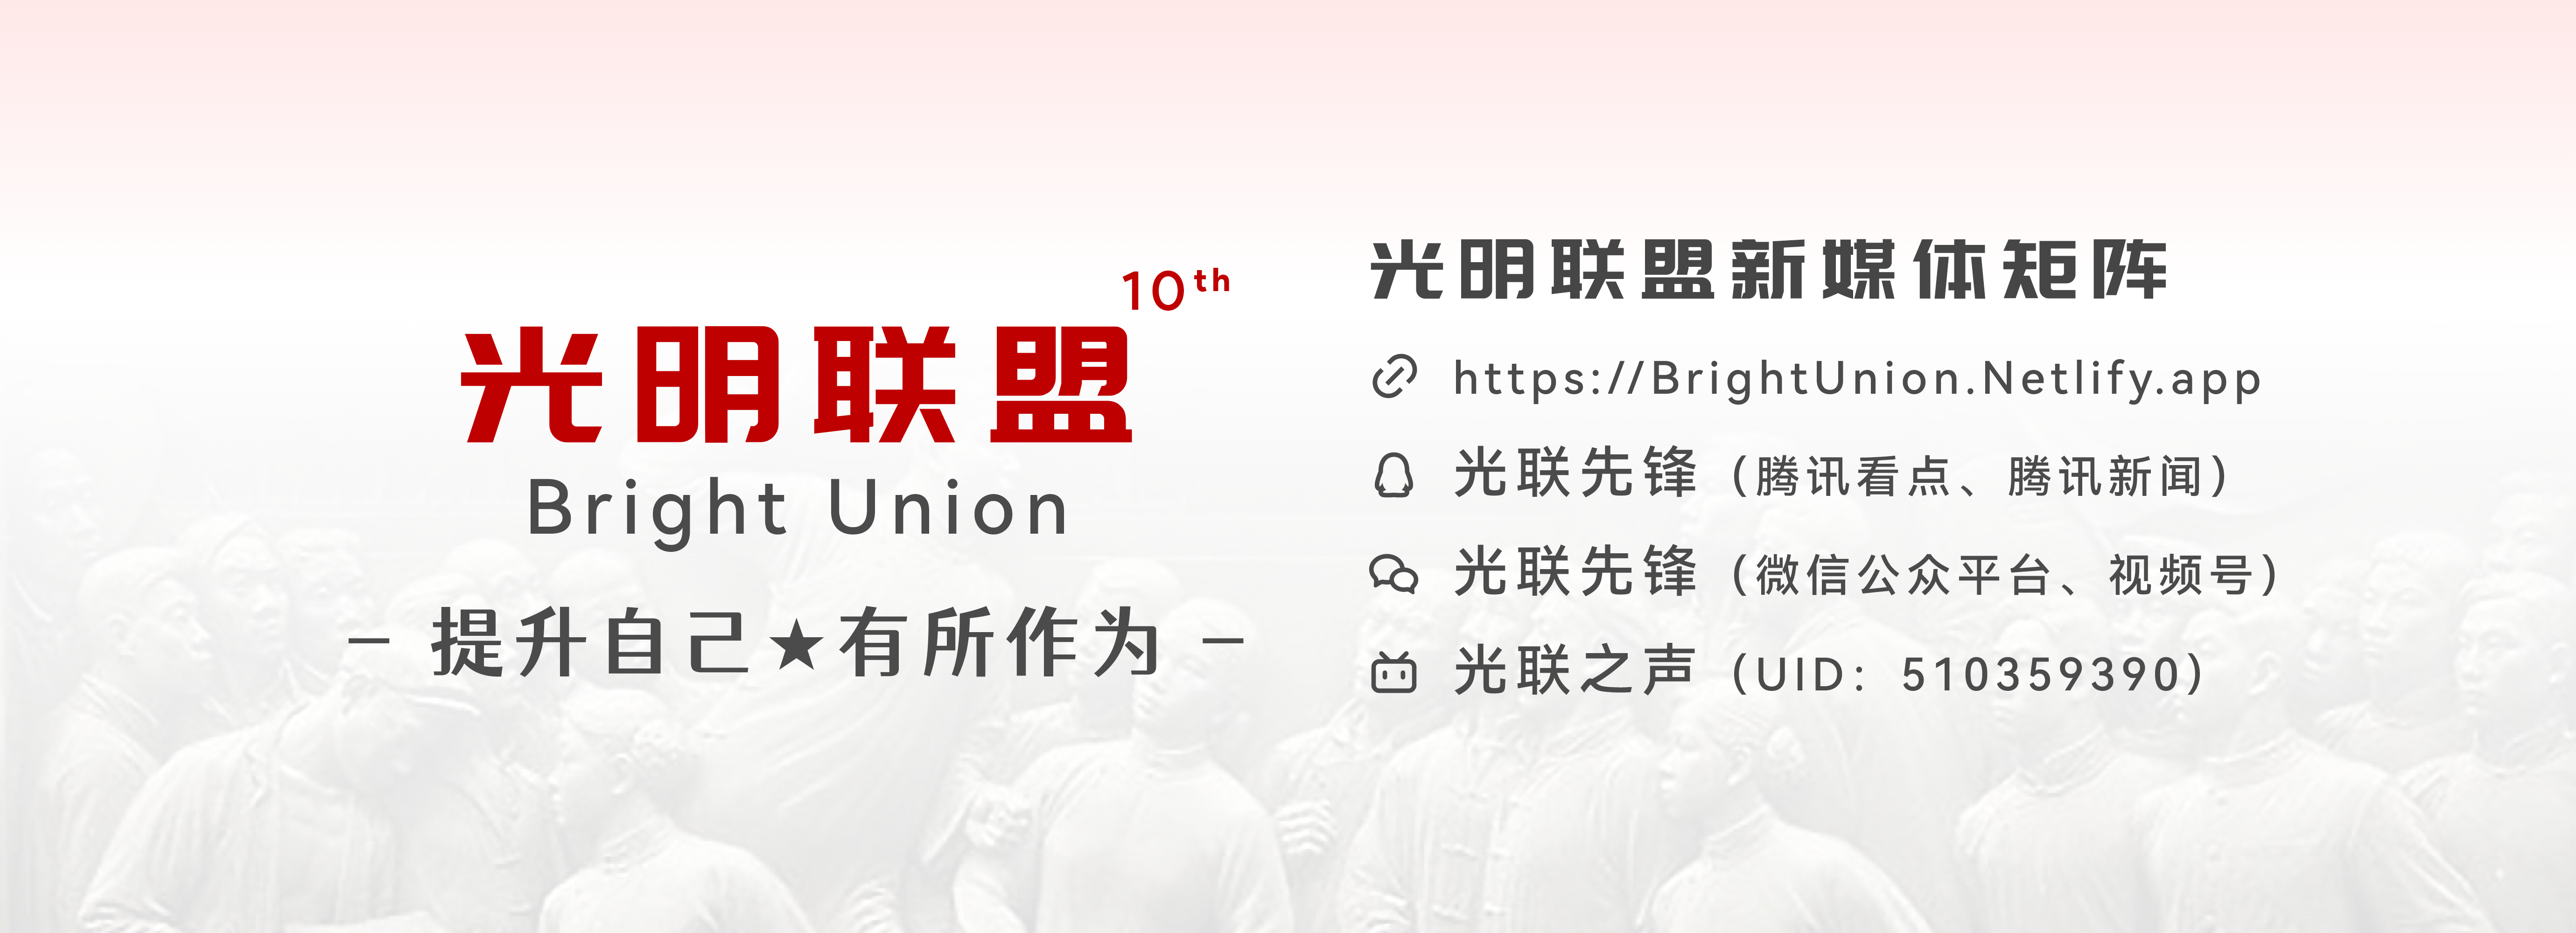 10th
光明联盟
Bright Union
– 提升自己★有所作为 –
光明联盟新媒体矩阵
https://BrightUnion.Netlify.app
光联先锋（腾讯看点、腾讯新闻）
光联先锋（微信公众平台、视频号）
光联之声（UID：510359390）